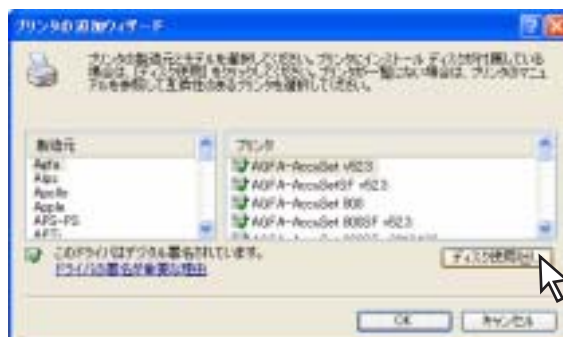 プリンタの追加ウィザード
プリンタの製造元とモデルを選択してください。プリンタにインストール ディスクが付属している
場合は、[ディスク使用] をクリックしてください。プリンタが一覧にない場合は、プリンタのマニュ
アルを参照して互換性のあるプリンタを選択してください。
製造元
プリンタ
Agfa
Alps
Apollo
Apple
APS-PS
AST
AGFA-AccuSet v52.3
AGFA-AccuSetSF v52.3
AGFA-AccuSet 800
AGFA-AccuSet 800SF v52.3
このドライバはデジタル署名されています。
ドライバの署名が重要な理由
ディスク使用(H)...
OK
キャンセル